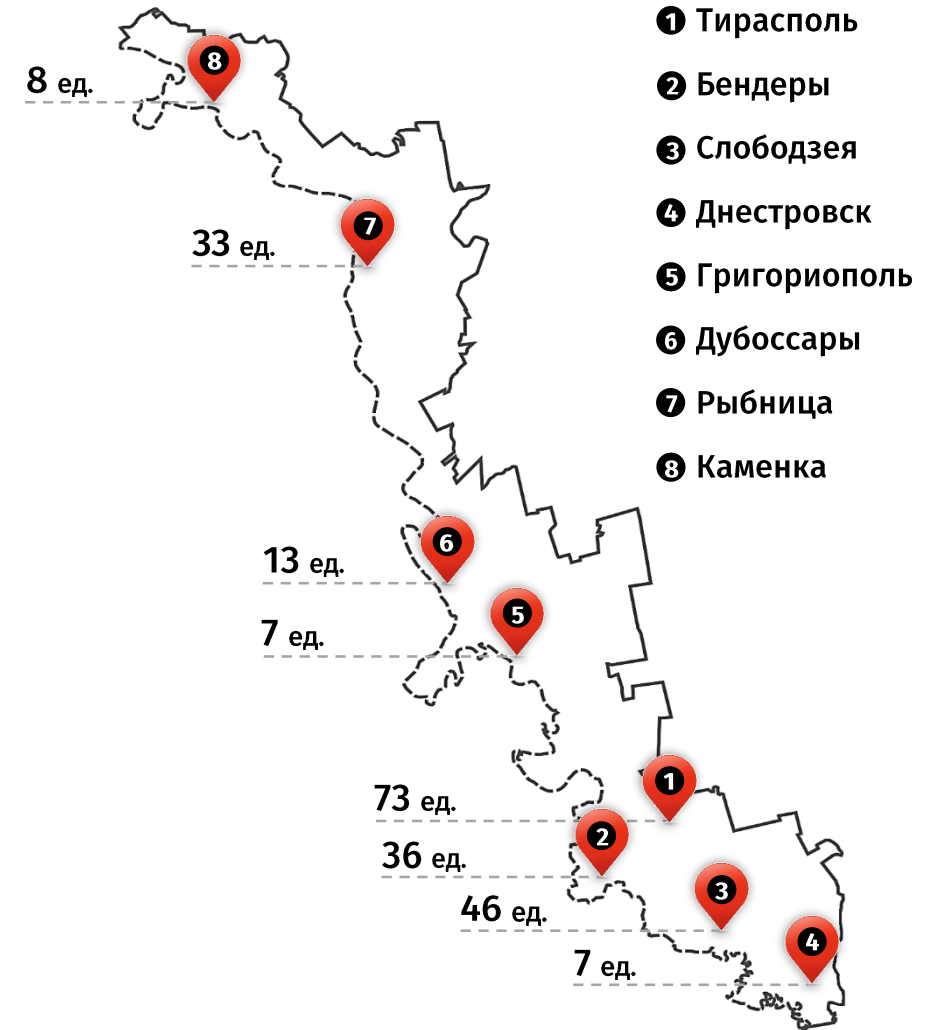 1 Тирасполь
2 Бендеры
3 Слободзея
4 Днестровск
5 Григориополь
6 Дубоссары
7 Рыбница
8 Каменка
8
8 ед.
7
33 ед.
6
13 ед.
5
7 ед.
1
73 ед.
2
36 ед.
3
46 ед.
4
7 ед.